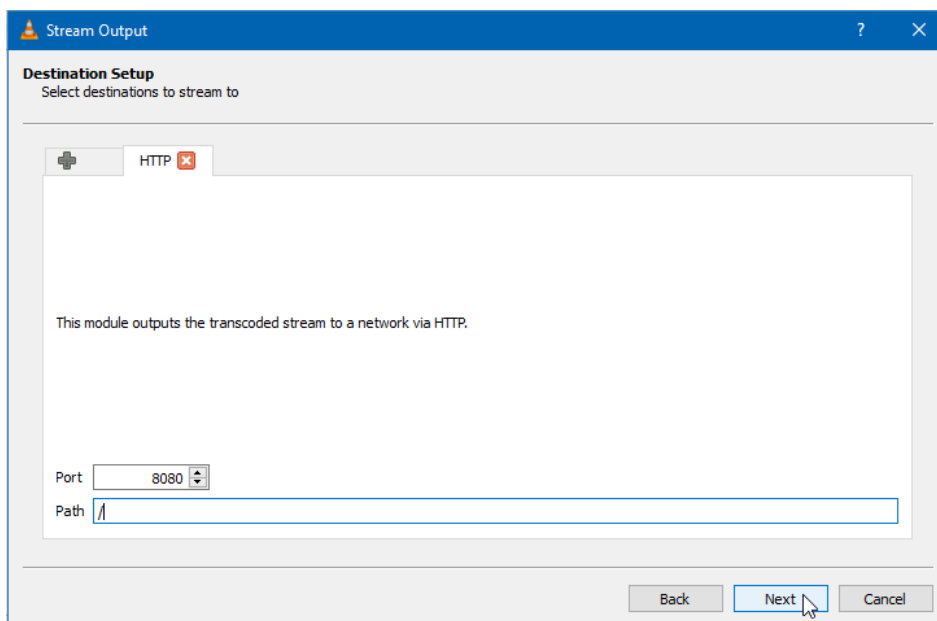 Stream Output ?
Destination Setup
Select destinations to stream to
HTTP
This module outputs the transcoded stream to a network via HTTP.
Port 8080
Path /
Back Next Cancel